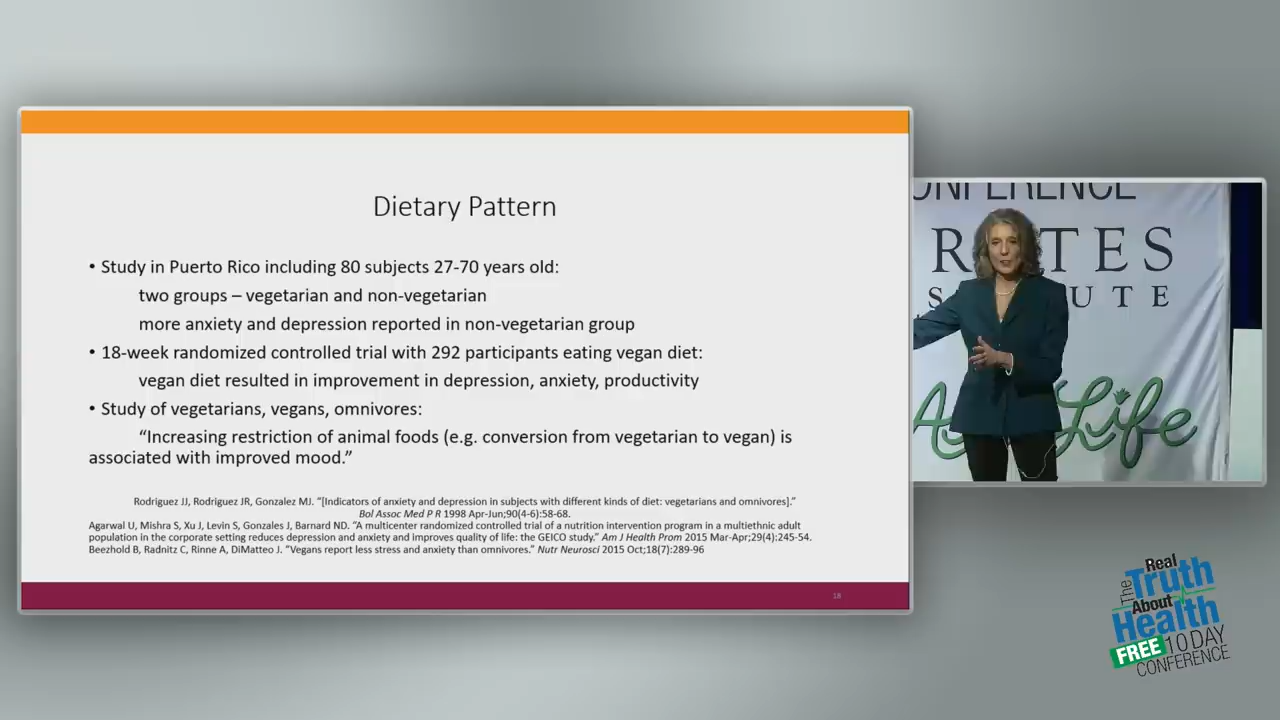 Dietary Pattern
• Study in Puerto Rico including 80 subjects 27-70 years old:
two groups – vegetarian and non-vegetarian
more anxiety and depression reported in non-vegetarian group
• 18-week randomized controlled trial with 292 participants eating vegan diet:
vegan diet resulted in improvement in depression, anxiety, productivity
• Study of vegetarians, vegans, omnivores:
“Increasing restriction of animal foods (e.g. conversion from vegetarian to vegan) is
associated with improved mood.”
Rodriguez JJ, Rodriguez JR, Gonzalez MJ. “[Indicators of anxiety and depression in subjects with different kinds of diet: vegetarians and omnivores].”
Bol Assoc Med P R 1998 Apr-Jun;90(4-6):58-68.
Agarwal U, Mishra S, Xu J, Levin S, Gonzales J, Barnard ND. “A multicenter randomized controlled trial of a nutrition intervention program in a multiethnic adult
population in the corporate setting reduces depression and anxiety and improves quality of life: the GEICO study.” Am J Health Prom 2015 Mar-Apr;29(4):245-54.
Beezhold B, Radnitz C, Rinne A, DiMatteo J. “Vegans report less stress and anxiety than omnivores.” Nutr Neurosci 2015 Oct;18(7):289-96
18
ONFERENCE
R TES
S UTE
A Life
The Real
Truth
About
Health
FREE 10 DAY
CONFERENCE